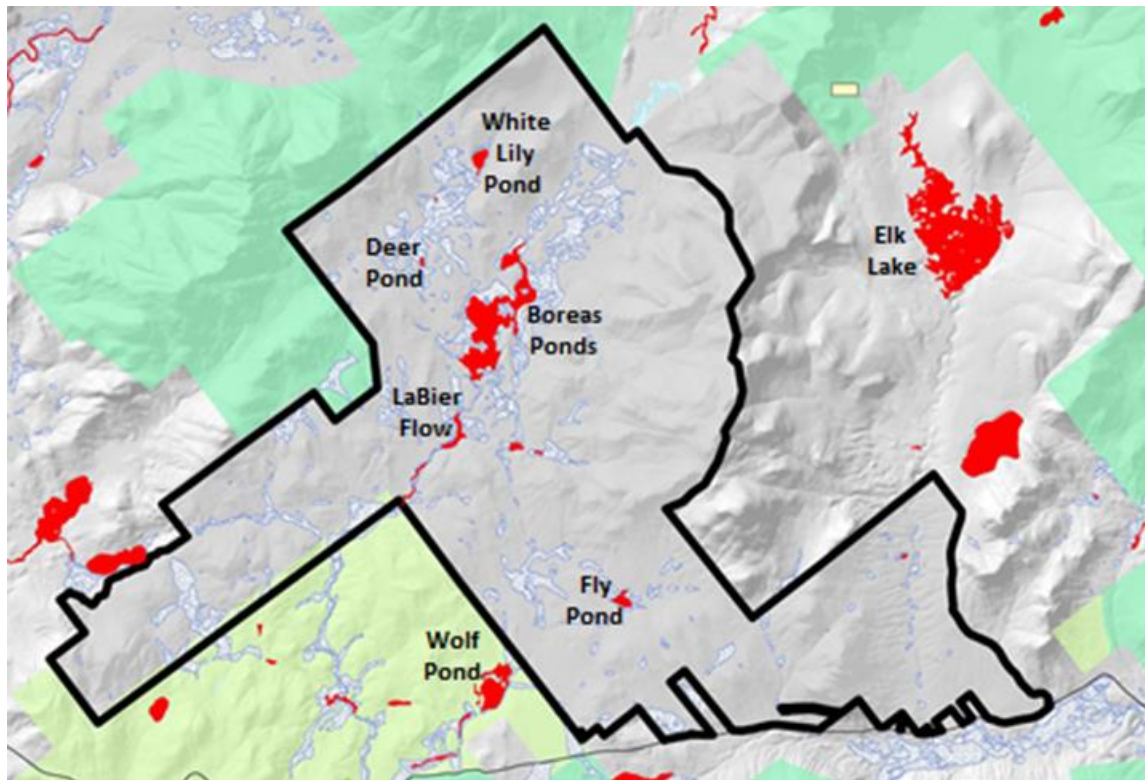 White
Lily
Pond
Deer
Pond
Elk
Lake
Boreas
Ponds
LaBier
Flow
Fly
Pond
Wolf
Pond